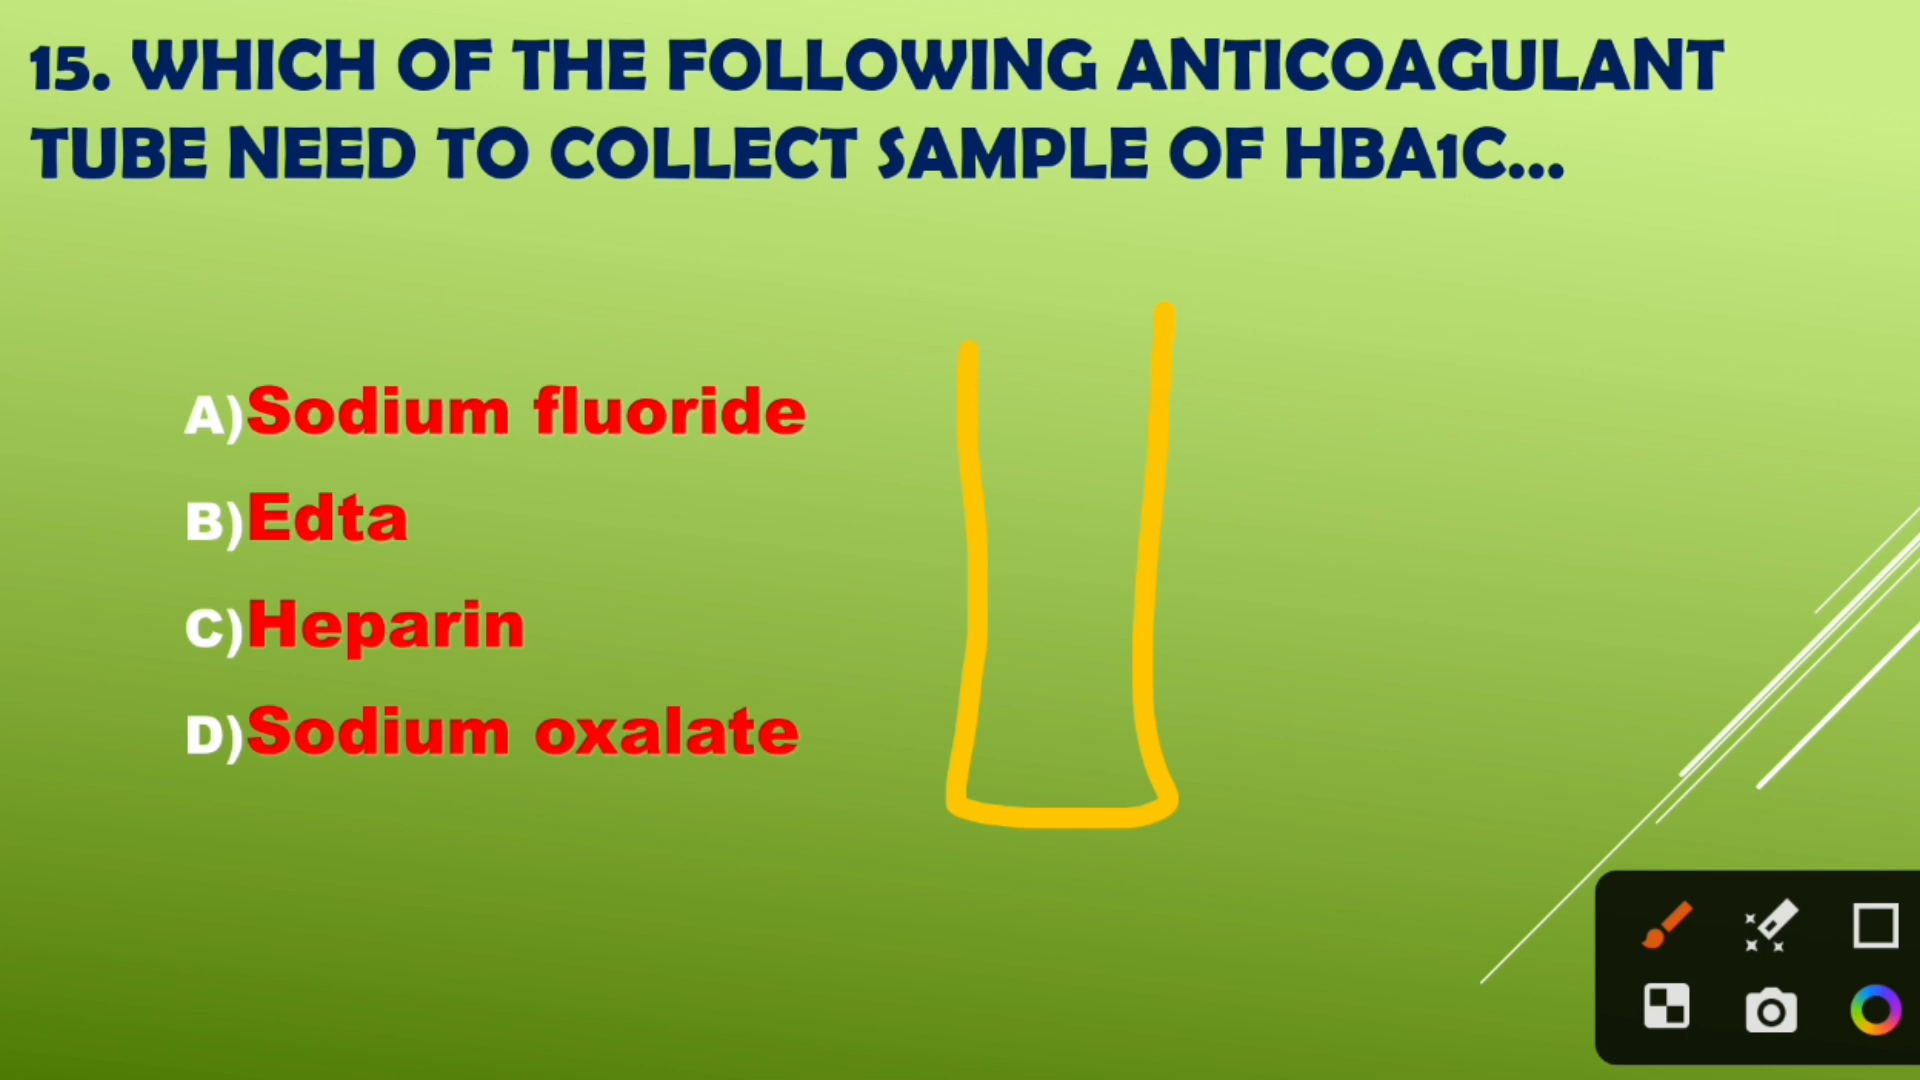 15. WHICH OF THE FOLLOWING ANTICOAGULANT
TUBE NEED TO COLLECT SAMPLE OF HBA1C...
A)Sodium fluoride
B)Edta
C)Heparin
D)Sodium oxalate